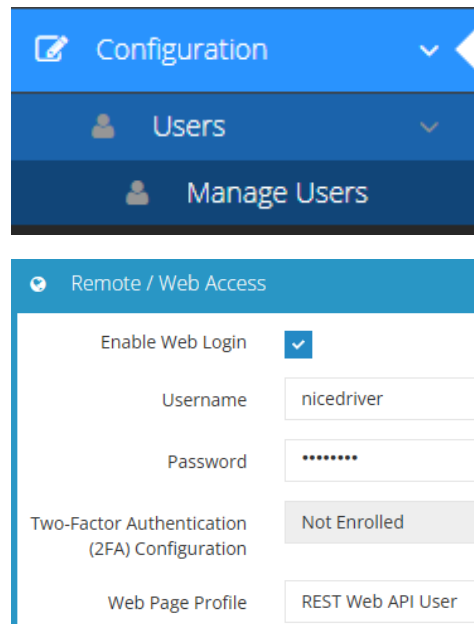 Configuration
Users
Manage Users
Remote / Web Access
Enable Web Login
Username
nicedriver
Password
••••••••
Two-Factor Authentication
(2FA) Configuration
Not Enrolled
Web Page Profile
REST Web API User